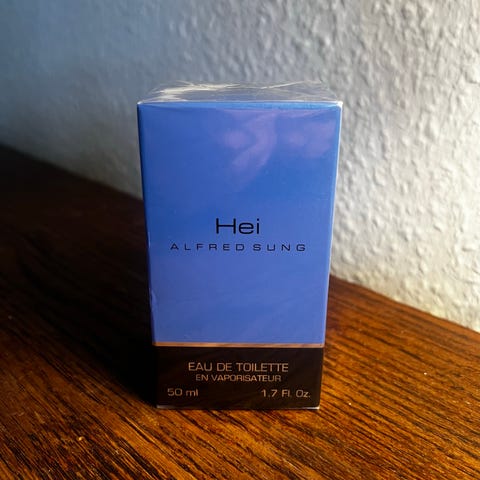 Hei
ALFRED SUNG
EAU DE TOILETTE
EN VAPORISATEUR
50 ml 1.7 Fl. Oz.